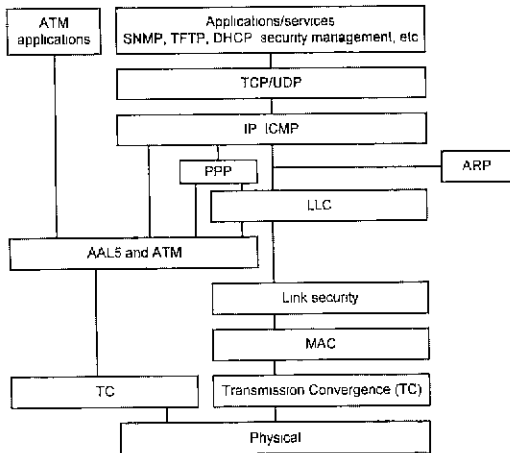 ATM
applications
Applications/services
SNMP, TFTP, DHCP security management, etc
TCP/UDP
IP ICMP
PPP
ARP
LLC
AAL5 and ATM
Link security
MAC
TC
Transmission Convergence (TC)
Physical